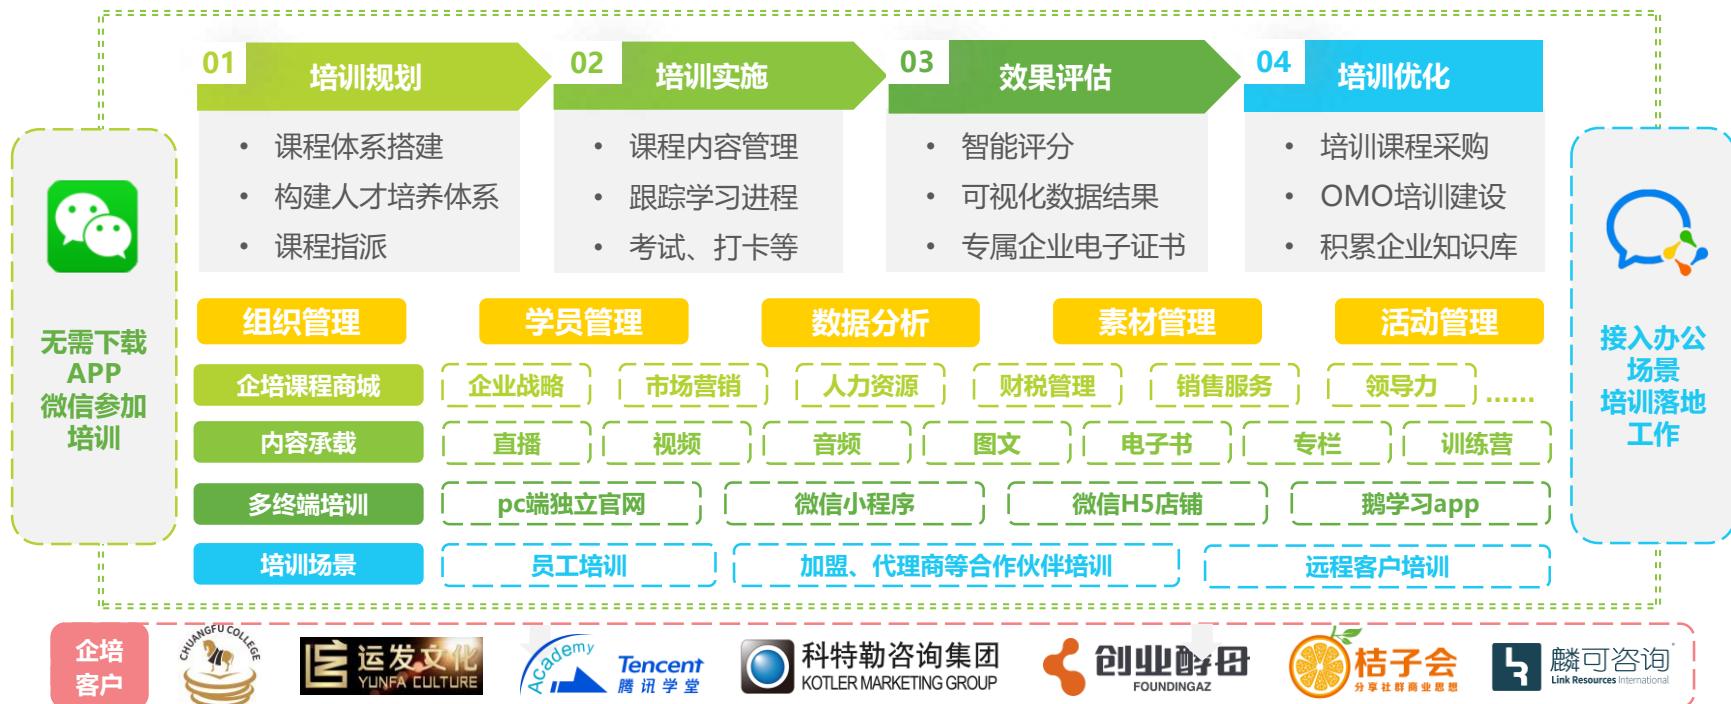 01 培训规划
课程体系搭建
构建人才培养体系
课程指派
02 培训实施
课程内容管理
跟踪学习进程
考试、打卡等
03 效果评估
智能评分
可视化数据结果
专属企业电子证书
04 培训优化
培训课程采购
OMO培训建设
积累企业知识库
无需下载
APP
微信参加
培训
接入办公
场景
培训落地
工作
组织管理 学员管理 数据分析 素材管理 活动管理
企培课程商城 企业战略 市场营销 人力资源 财税管理 销售服务 领导力 ……
内容承载 直播 视频 音频 图文 电子书 专栏 训练营
多终端培训 pc端独立官网 微信小程序 微信H5店铺 鹅学习app
培训场景 员工培训 加盟、代理商等合作伙伴培训 远程客户培训
企培
客户
CHUANGFU COLLEGE
运发文化
YUNFA CULTURE
Academy
Tencent
腾讯学堂
科特勒咨询集团
KOTLER MARKETING GROUP
创业酵母
FOUNDINGAZ
桔子会
分享社群商业思想
麟可咨询
Link Resources International